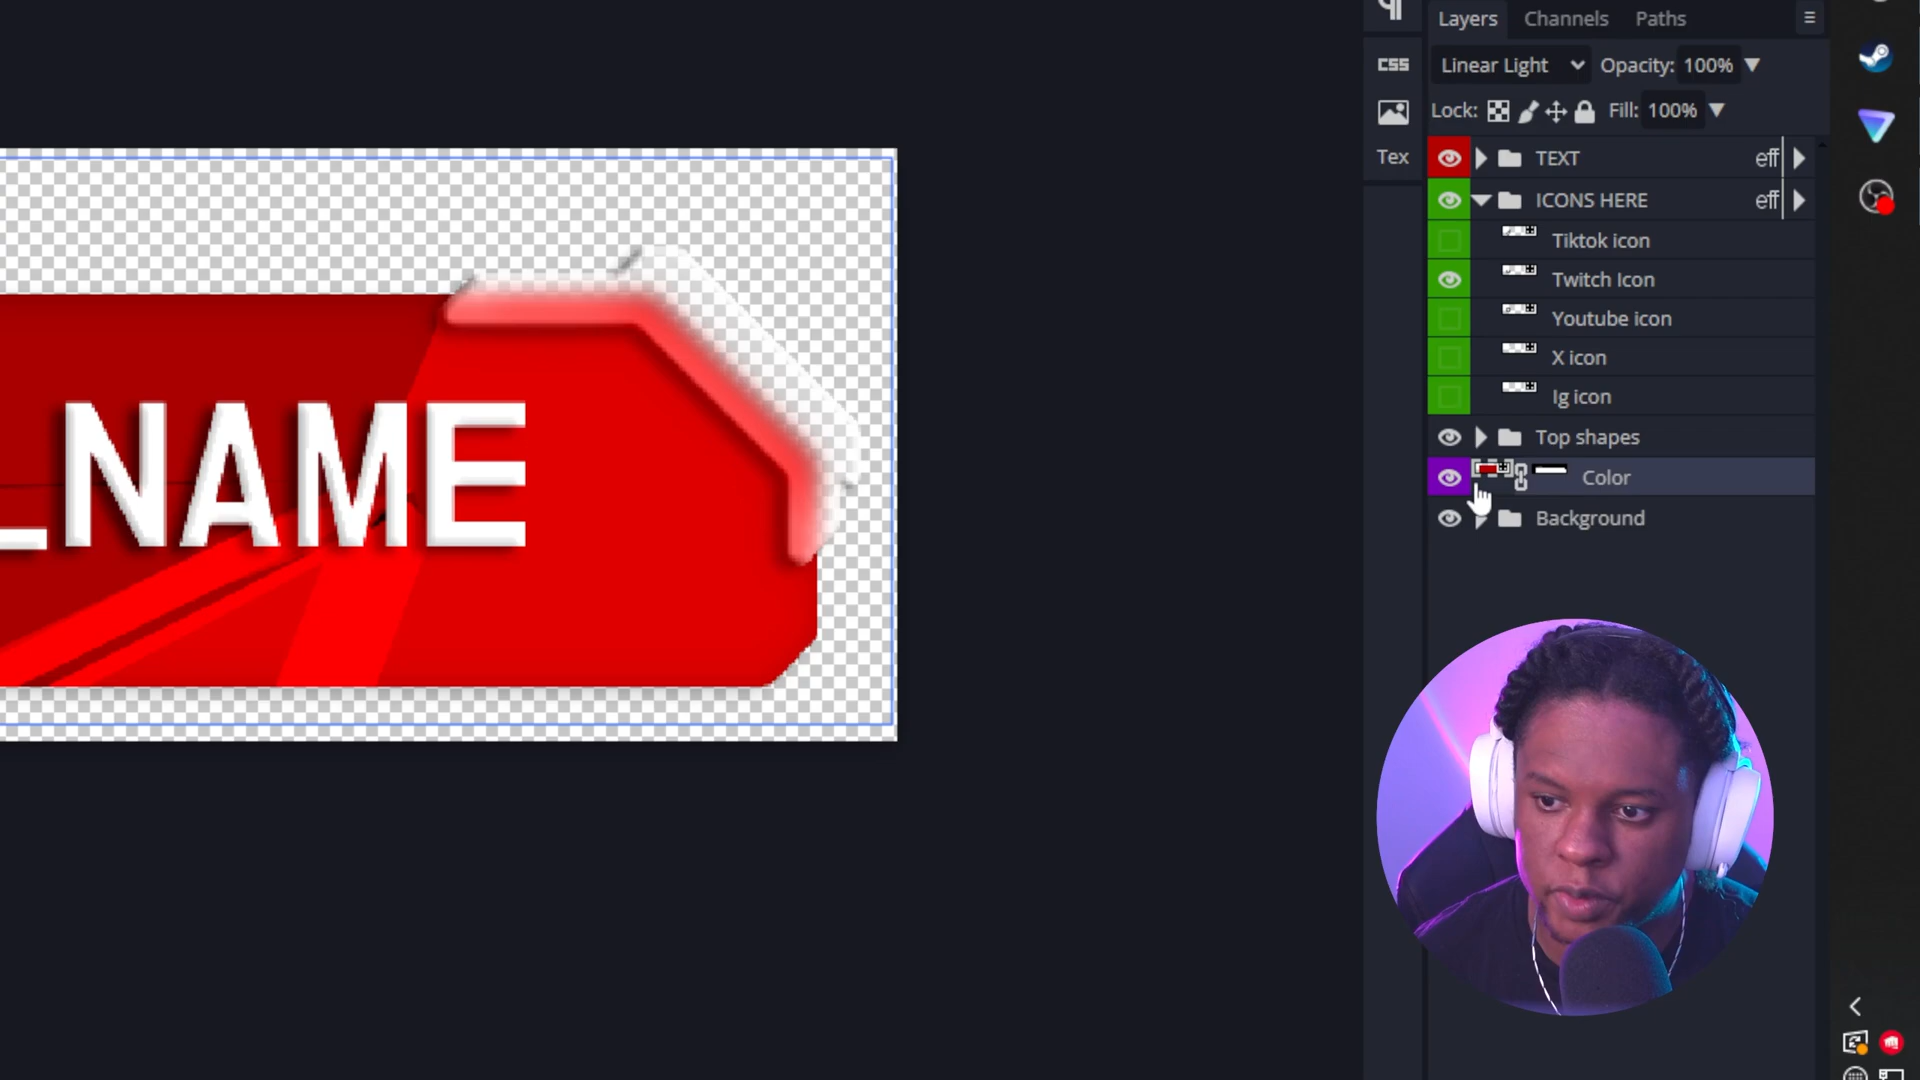 Layers Channels Paths
CSS
Linear Light Opacity: 100%
Lock: Fill: 100%
Tex
TEXT eff
ICONS HERE eff
Tiktok icon
Twitch Icon
Youtube icon
X icon
Ig icon
Top shapes
Color
Background
NAME